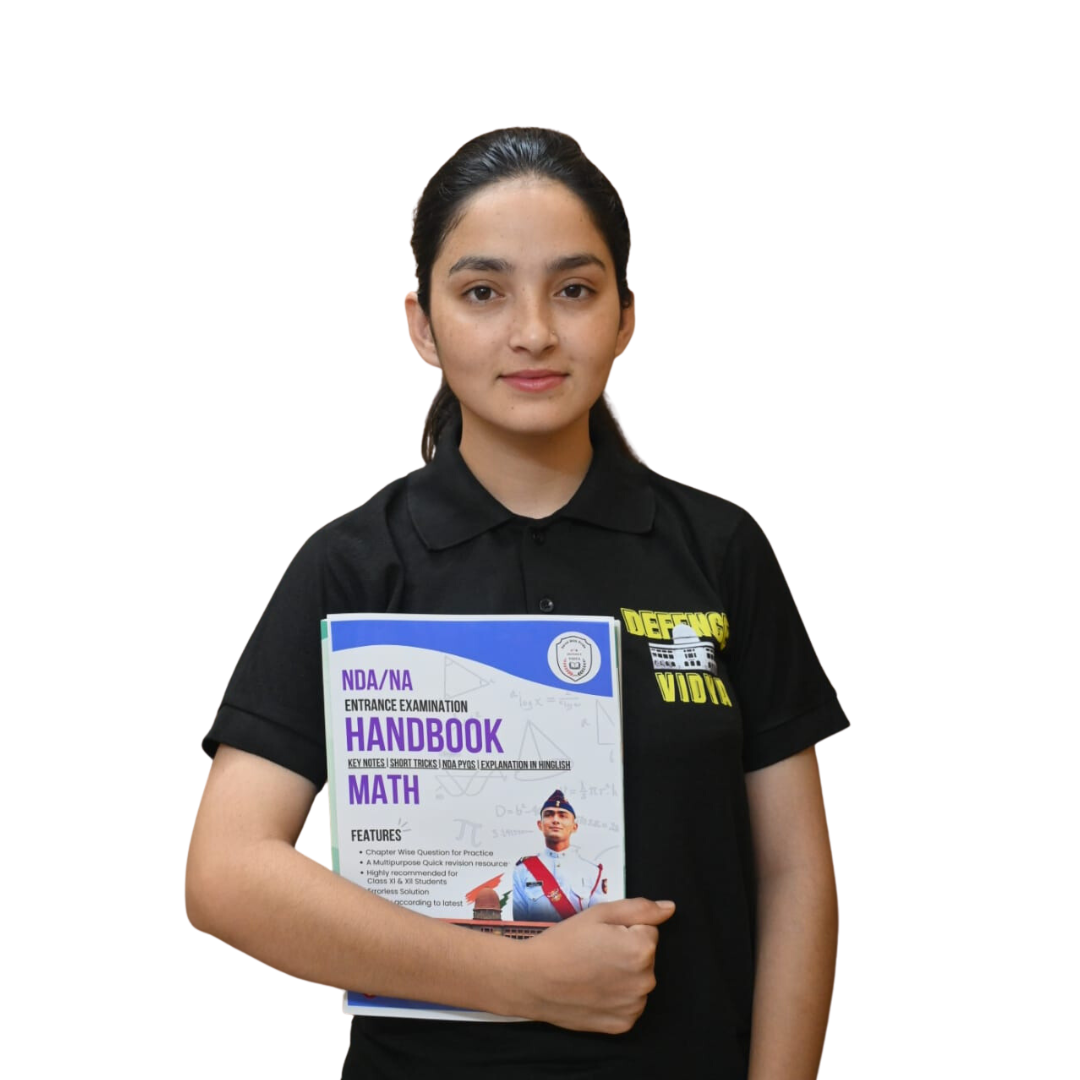 DEFENCE
VIDYA
NDA/NA
ENTRANCE EXAMINATION
HANDBOOK
KEY NOTES | SHORT TRICKS | NDA PYQS | EXPLANATION IN HINGLISH
MATH
FEATURES
• Chapter Wise Question for Practice
• A Multipurpose Quick revision resource
• Highly recommended for
Class XI & XII Students
Solution
according to latest